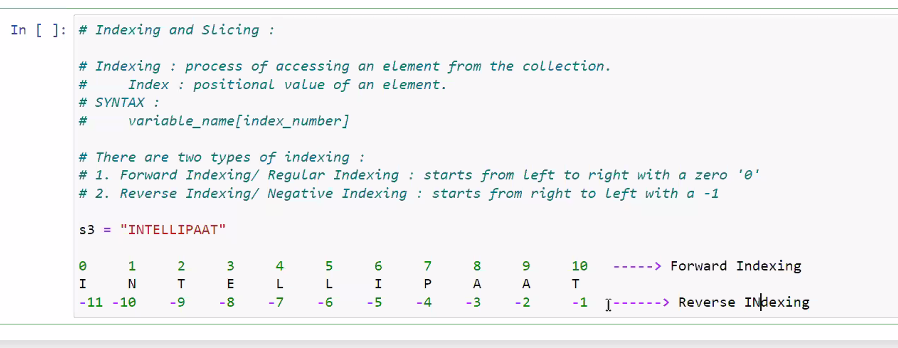 In [ ]: # Indexing and Slicing :
# Indexing : process of accessing an element from the collection.
# Index : positional value of an element.
# SYNTAX :
# variable_name[index_number]
# There are two types of indexing :
# 1. Forward Indexing/ Regular Indexing : starts from left to right with a zero '0'
# 2. Reverse Indexing/ Negative Indexing : starts from right to left with a -1
s3 = "INTELLIPAAT"
0 1 2 3 4 5 6 7 8 9 10 -----> Forward Indexing
I N T E L L I P A A T
-11 -10 -9 -8 -7 -6 -5 -4 -3 -2 -1 ------> Reverse INdexing